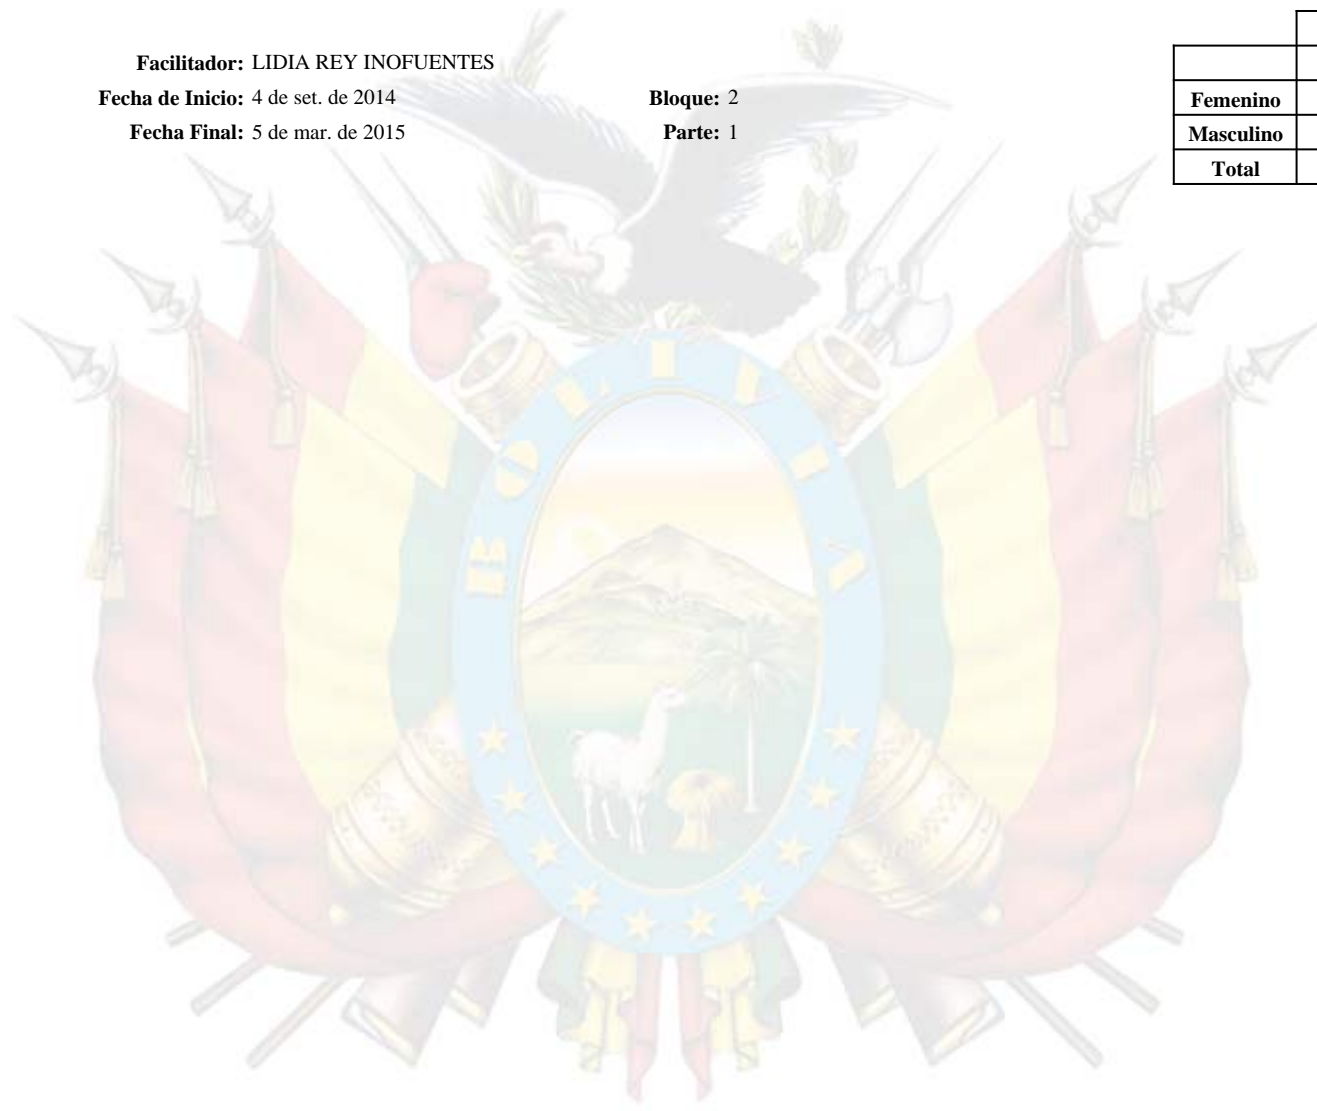 Facilitador: LIDIA REY INOFUENTES
Fecha de Inicio: 4 de set. de 2014 Bloque: 2
Fecha Final: 5 de mar. de 2015 Parte: 1
Femenino
Masculino
Total
BOLIVIA